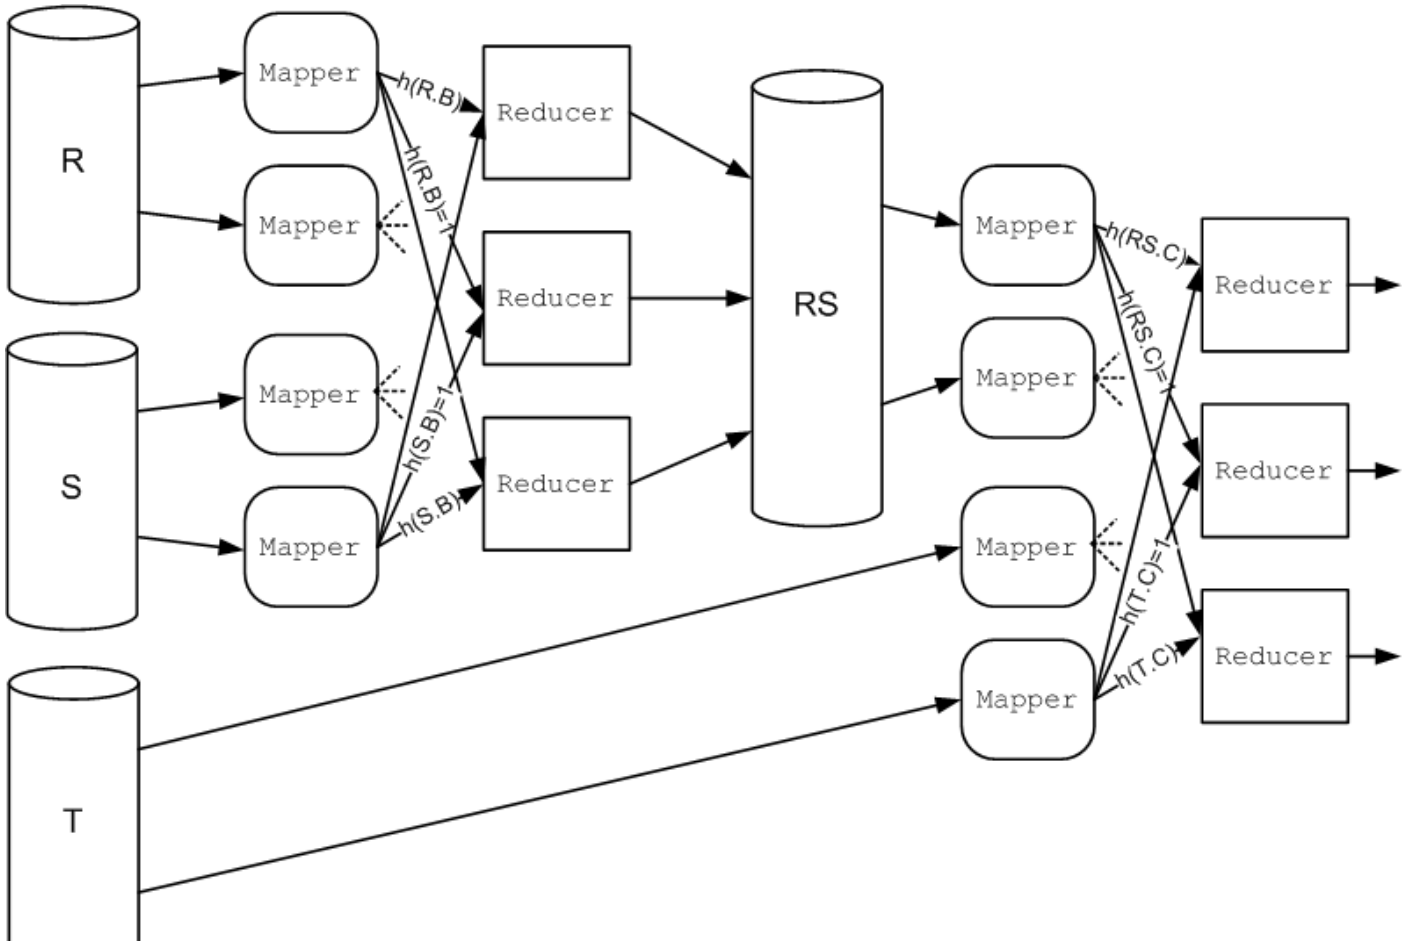 R
S
T
Mapper
Mapper
Mapper
Mapper
h(R.B)
h(R.B)=1
h(S.B)=1
h(S.B)
Reducer
Reducer
Reducer
RS
Mapper
Mapper
Mapper
Mapper
h(RS.C)
h(RS.C)=1
h(T.C)=1
h(T.C)
Reducer
Reducer
Reducer